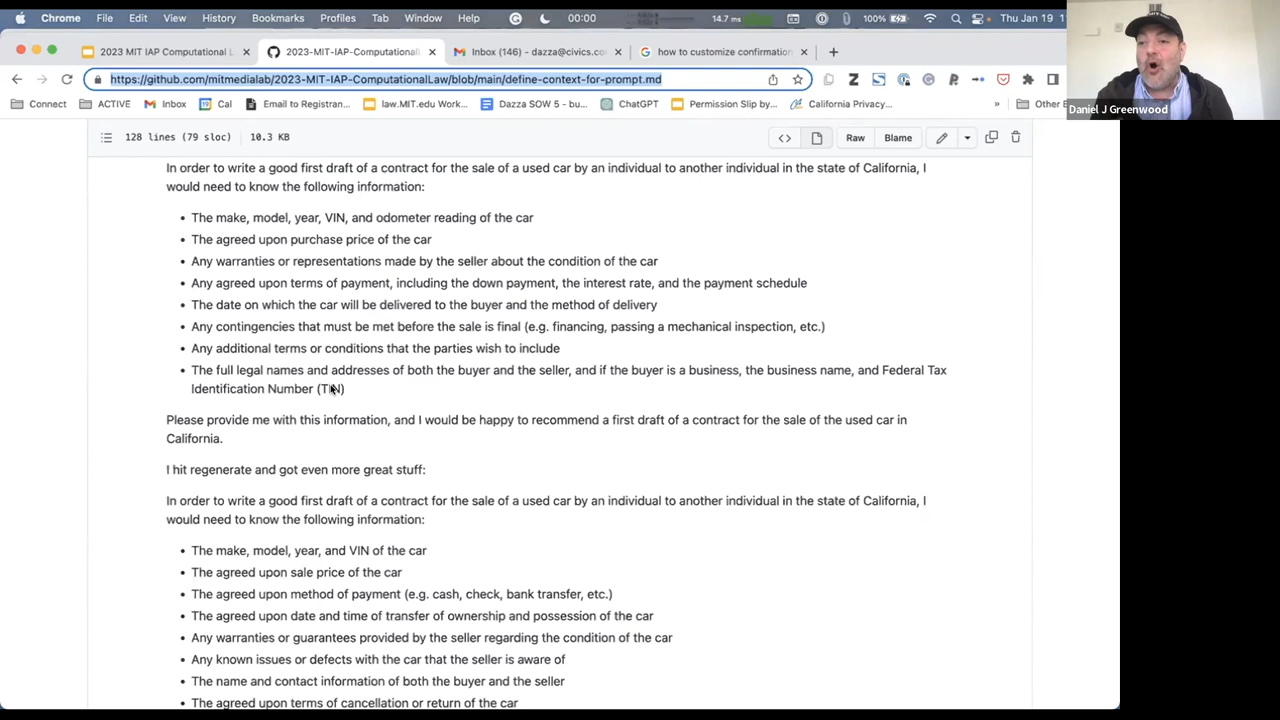 Chrome File Edit View History Bookmarks Profiles Tab Window Help 00:00 14.7 ms 100% Thu Jan 19 1
2023 MIT IAP Computational L 2023-MIT-IAP-Computational Inbox (146) - dazza@civics.co how to customize confirmation
https://github.com/mitmedialab/2023-MIT-IAP-ComputationalLaw/blob/main/define-context-for-prompt.md
Connect ACTIVE Inbox Cal Email to Registran... law.MIT.edu Work... Dazza SOW 5 - bu... ChatGPT Permission Slip by... California Privacy... » Other B
Daniel J Greenwood
128 lines (79 sloc) 10.3 KB Raw Blame
In order to write a good first draft of a contract for the sale of a used car by an individual to another individual in the state of California, I
would need to know the following information:
• The make, model, year, VIN, and odometer reading of the car
• The agreed upon purchase price of the car
• Any warranties or representations made by the seller about the condition of the car
• Any agreed upon terms of payment, including the down payment, the interest rate, and the payment schedule
• The date on which the car will be delivered to the buyer and the method of delivery
• Any contingencies that must be met before the sale is final (e.g. financing, passing a mechanical inspection, etc.)
• Any additional terms or conditions that the parties wish to include
• The full legal names and addresses of both the buyer and the seller, and if the buyer is a business, the business name, and Federal Tax
Identification Number (TIN)
Please provide me with this information, and I would be happy to recommend a first draft of a contract for the sale of the used car in
California.
I hit regenerate and got even more great stuff:
In order to write a good first draft of a contract for the sale of a used car by an individual to another individual in the state of California, I
would need to know the following information:
• The make, model, year, and VIN of the car
• The agreed upon sale price of the car
• The agreed upon method of payment (e.g. cash, check, bank transfer, etc.)
• The agreed upon date and time of transfer of ownership and possession of the car
• Any warranties or guarantees provided by the seller regarding the condition of the car
• Any known issues or defects with the car that the seller is aware of
• The name and contact information of both the buyer and the seller
• The agreed upon terms of cancellation or return of the car